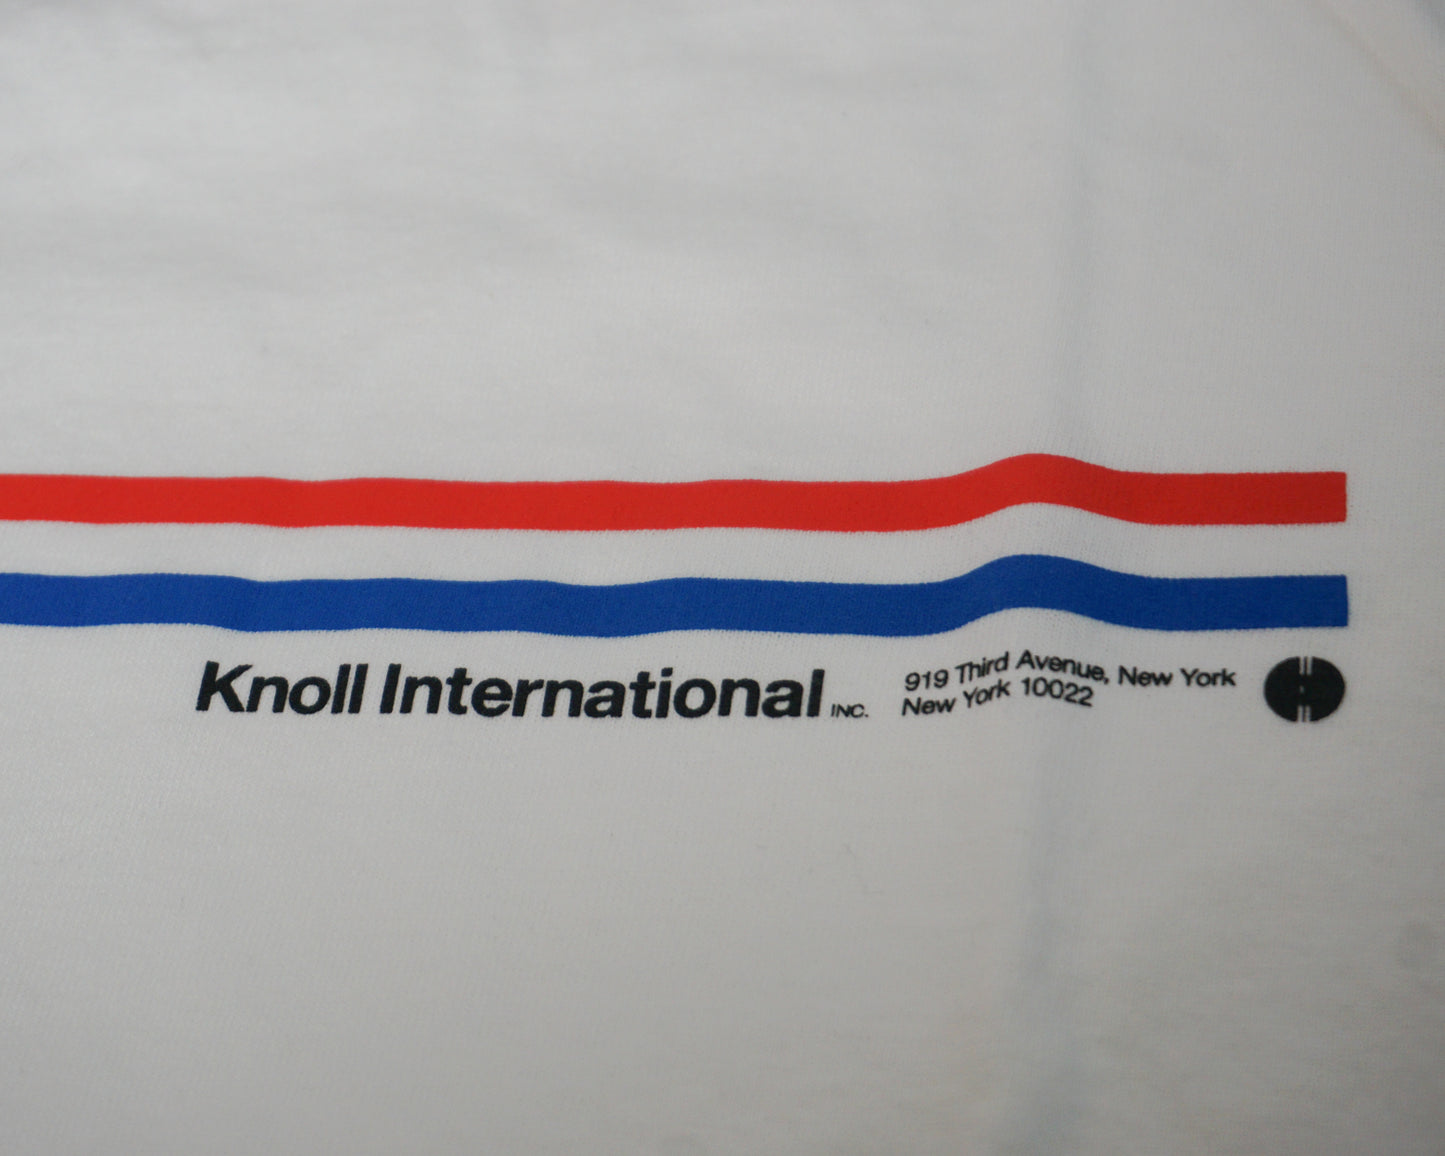 Knoll International INC.
919 Third Avenue, New York
New York 10022